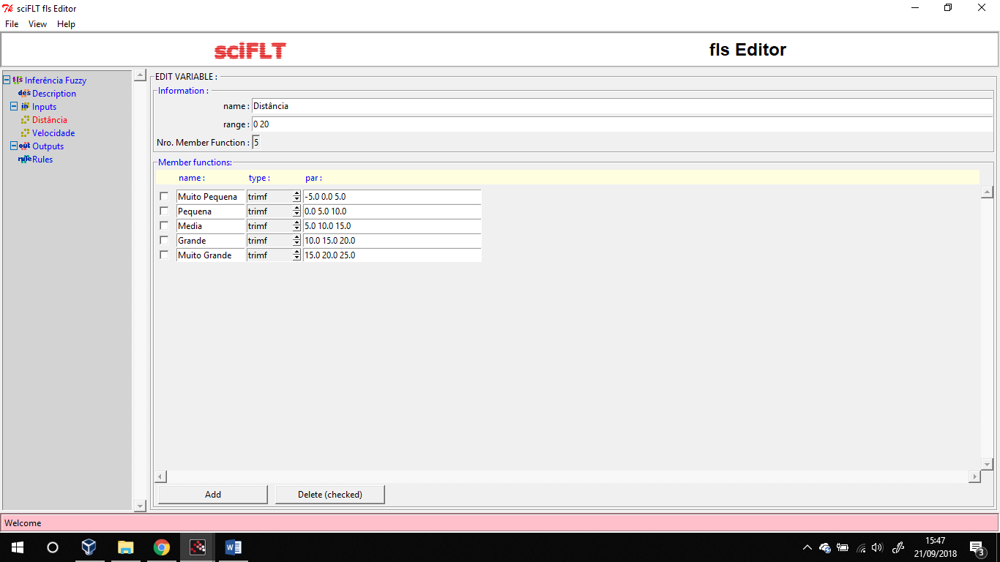 sciFLT fls Editor
File View Help
sciFLT
fls Editor
fls Inferência Fuzzy
des Description
in Inputs
Distância
Velocidade
out Outputs
rule Rules
EDIT VARIABLE :
Information :
name : Distância
range : 0 20
Nro. Member Function : 5
Member functions:
name : type : par :
Muito Pequena trimf -5.0 0.0 5.0
Pequena trimf 0.0 5.0 10.0
Media trimf 5.0 10.0 15.0
Grande trimf 10.0 15.0 20.0
Muito Grande trimf 15.0 20.0 25.0
Add Delete (checked)
Welcome
15:47
21/09/2018
3